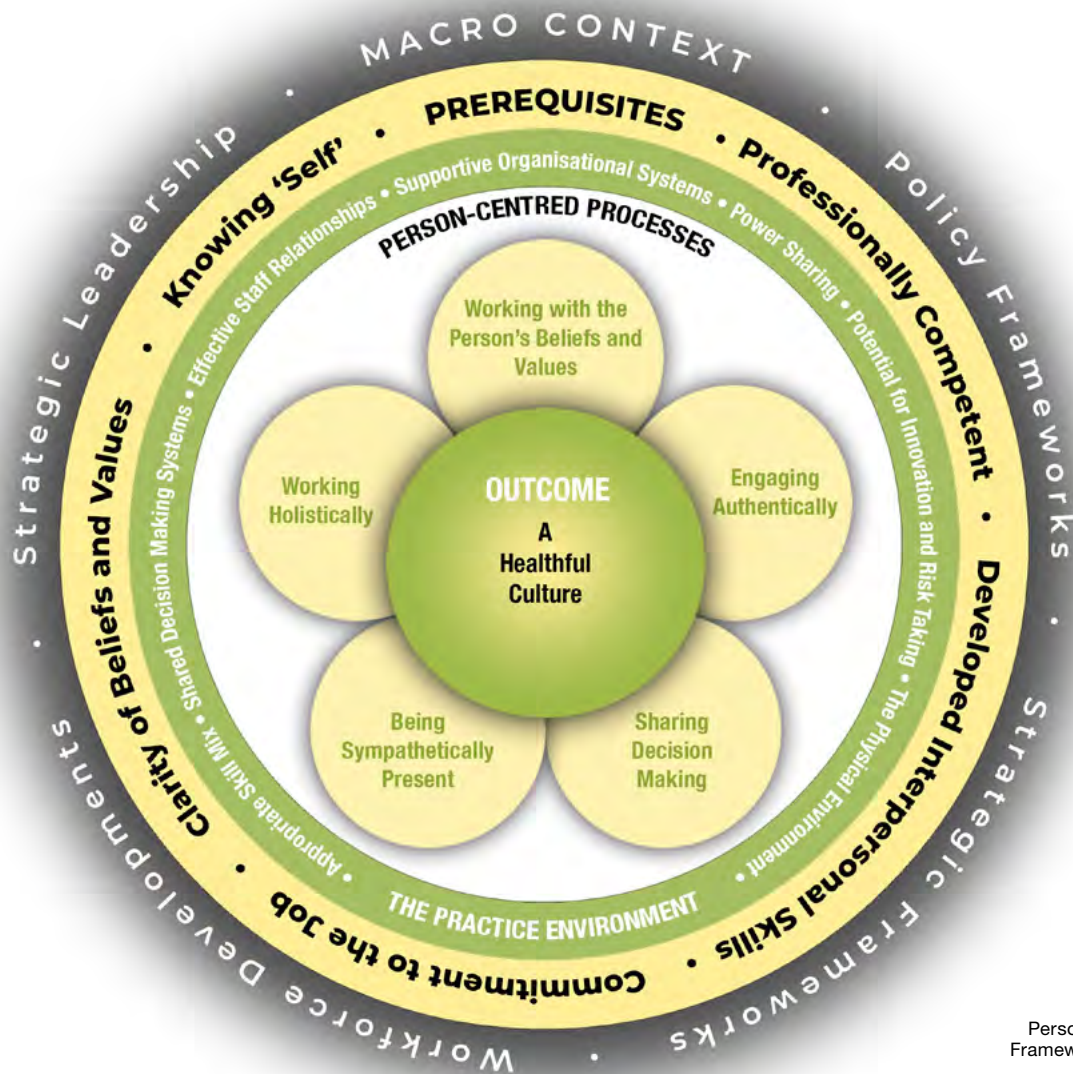 MACRO CONTEXT
•
Policy Frameworks
•
Strategic Frameworks
•
Workforce Developments
•
Strategic Leadership
•
PREREQUISITES
•
Professionally Competent
•
Developed Interpersonal Skills
•
Commitment to the Job
•
Clarity of Beliefs and Values
•
Knowing ‘Self’
•
THE PRACTICE ENVIRONMENT
• Appropriate Skill Mix • Shared Decision Making Systems • Effective Staff Relationships • Supportive Organisational Systems • Power Sharing • Potential for Innovation and Risk Taking • The Physical Environment •
PERSON-CENTRED PROCESSES
Working with the
Person’s Beliefs and
Values
Engaging
Authentically
Sharing
Decision
Making
Being
Sympathetically
Present
Working
Holistically
OUTCOME
A
Healthful
Culture